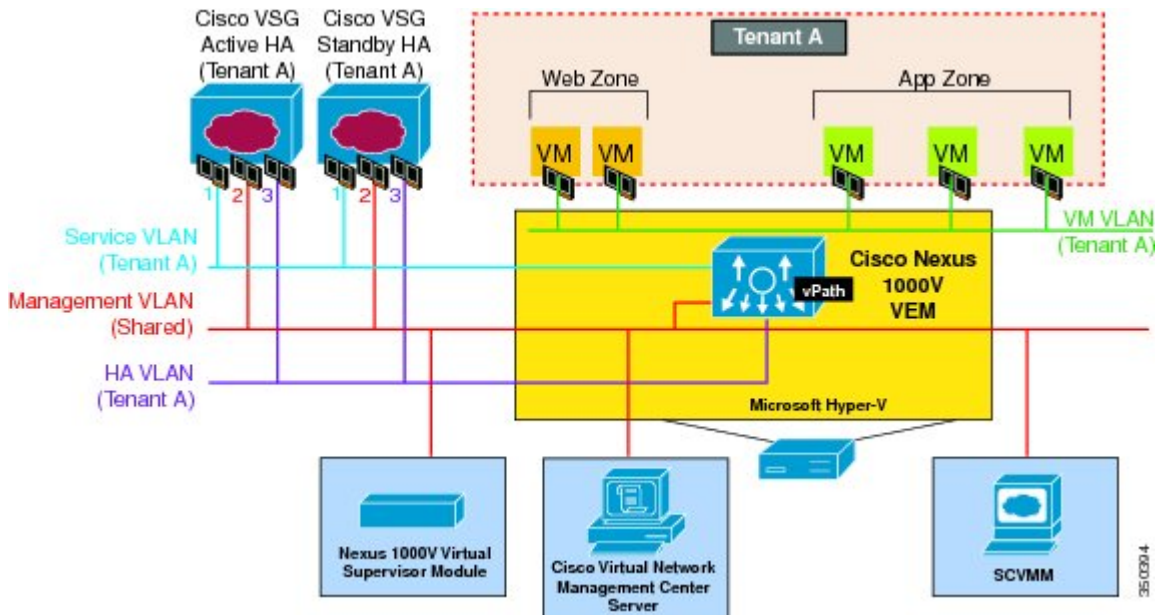 Cisco VSG
Active HA
(Tenant A)
Cisco VSG
Standby HA
(Tenant A)
Tenant A
Web Zone
App Zone
VM
VM
VM
VM
VM
1
2
3
1
2
3
Service VLAN
(Tenant A)
VM VLAN
(Tenant A)
Cisco Nexus
1000V
VEM
vPath
Management VLAN
(Shared)
HA VLAN
(Tenant A)
Microsoft Hyper-V
Nexus 1000V Virtual
Supervisor Module
Cisco Virtual Network
Management Center
Server
SCVMM
350394